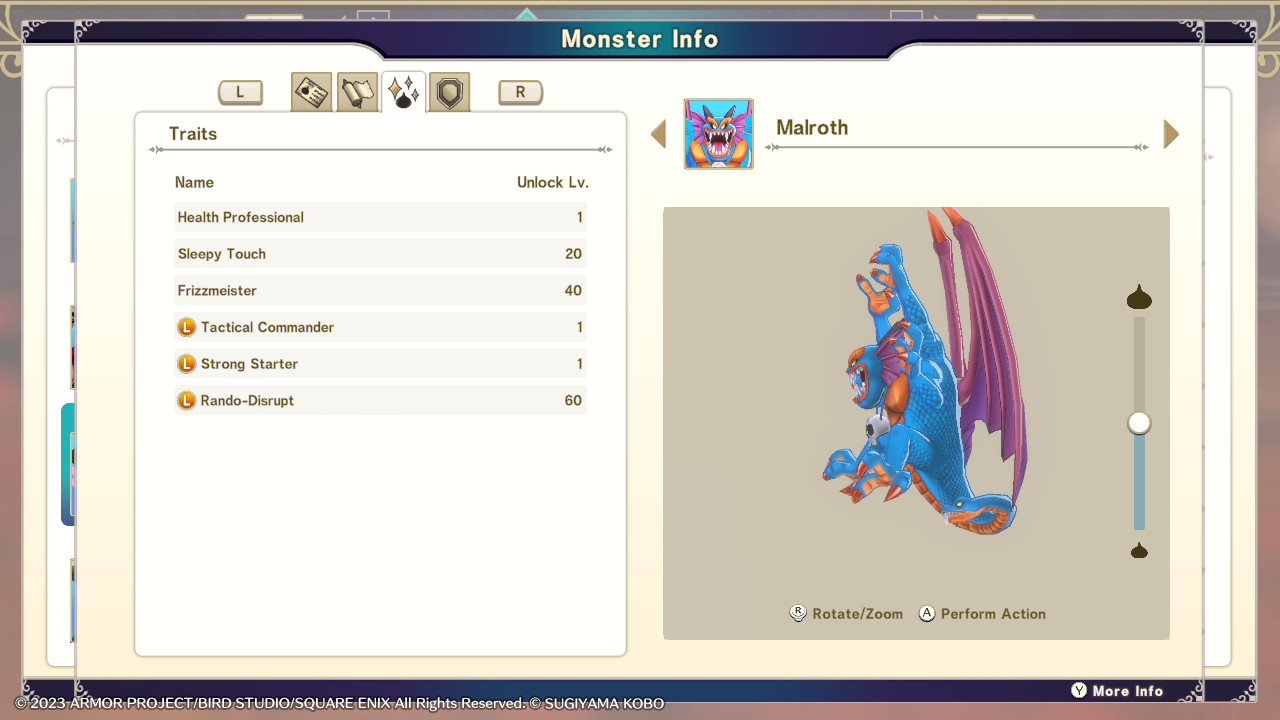 Monster Info
L
R
Traits
Name Unlock Lv.
Health Professional 1
Sleepy Touch 20
Frizzmeister 40
L Tactical Commander 1
L Strong Starter 1
L Rando-Disrupt 60
Malroth
R Rotate/Zoom A Perform Action
Y More Info
© 2023 ARMOR PROJECT/BIRD STUDIO/SQUARE ENIX All Rights Reserved. © SUGIYAMA KOBO